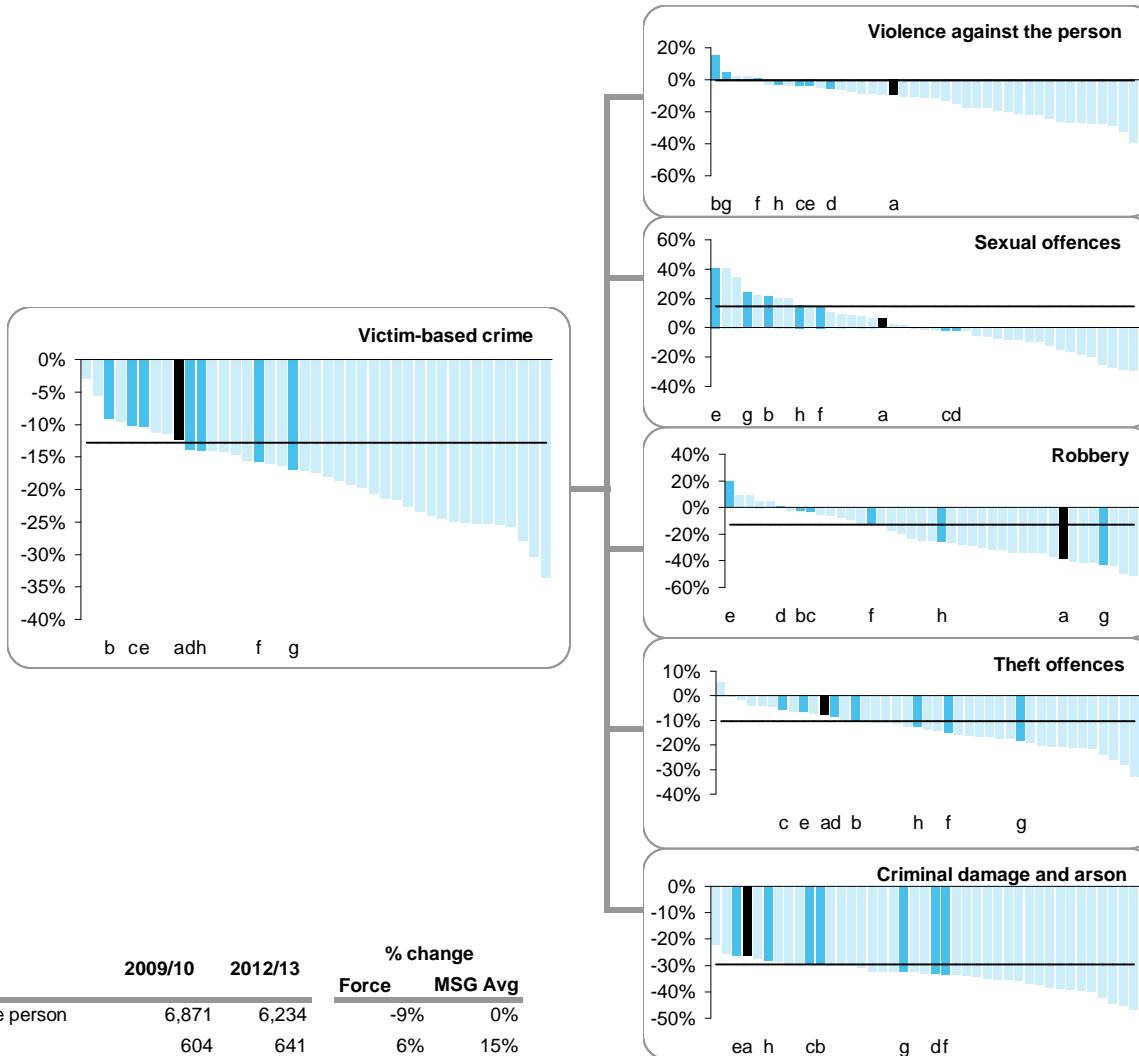 Violence against the person
20%
0%
-20%
-40%
-60%
bg f h ce d a
Sexual offences
60%
40%
20%
0%
-20%
-40%
e g b h f a cd
Victim-based crime
0%
-5%
-10%
-15%
-20%
-25%
-30%
-35%
-40%
b ce adh f g
Robbery
40%
20%
0%
-20%
-40%
-60%
e d bc f h a g
Theft offences
10%
0%
-10%
-20%
-30%
-40%
c e ad b h f g
Criminal damage and arson
0%
-10%
-20%
-30%
-40%
-50%
ea h cb g df
% change
2009/10 2012/13
Force MSG Avg
e person 6,871 6,234 -9% 0%
604 641 6% 15%